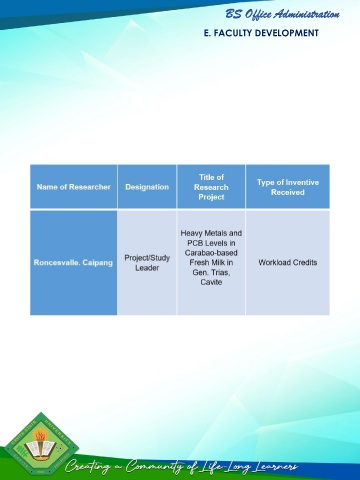 BS Office Administration
E. FACULTY DEVELOPMENT
Name of Researcher
Designation
Title of
Research
Project
Type of Inventive
Received
Roncesvalle. Caipang
Project/Study
Leader
Heavy Metals and
PCB Levels in
Carabao-based
Fresh Milk in
Gen. Trias,
Cavite
Workload Credits
Creating a Community of Life-Long Learners